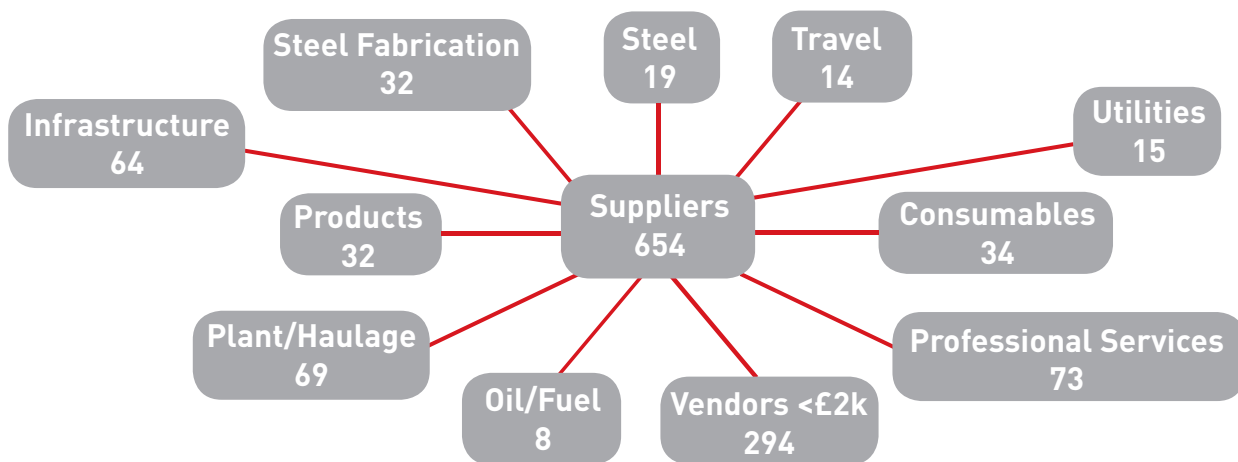 Steel Fabrication
32
Steel
19
Travel
14
Infrastructure
64
Utilities
15
Products
32
Suppliers
654
Consumables
34
Plant/Haulage
69
Oil/Fuel
8
Vendors <£2k
294
Professional Services
73